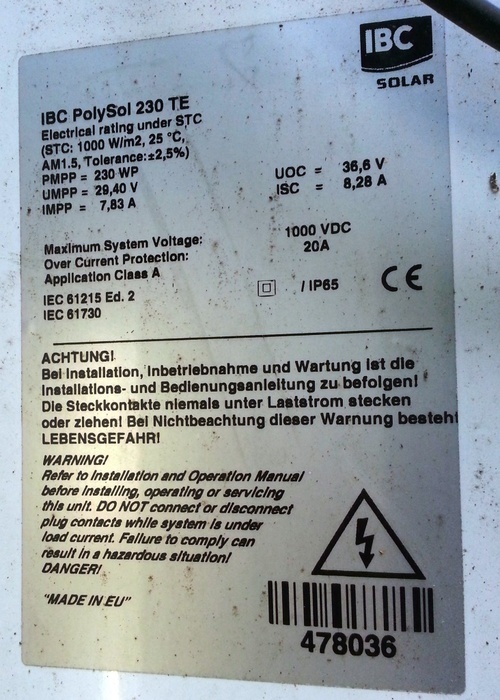 IBC
SOLAR
IBC PolySol 230 TE
Electrical rating under STC
(STC: 1000 W/m2, 25 °C,
AM1.5, Tolerance:±2,5%)
PMPP = 230 WP
UMPP = 29,40 V
IMPP = 7,83 A
UOC = 36,6 V
ISC = 8,28 A
Maximum System Voltage: 1000 VDC
Over Current Protection: 20A
Application Class A
IEC 61215 Ed. 2
IEC 61730
/ IP65
CE
ACHTUNG!
Bei Installation, Inbetriebnahme und Wartung ist die
Installations- und Bedienungsanleitung zu befolgen!
Die Steckkontakte niemals unter Laststrom stecken
oder ziehen! Bei Nichtbeachtung dieser Warnung besteht
LEBENSGEFAHR!
WARNING!
Refer to Installation and Operation Manual
before installing, operating or servicing
this unit. DO NOT connect or disconnect
plug contacts while system is under
load current. Failure to comply can
result in a hazardous situation!
DANGER!
"MADE IN EU"
478036